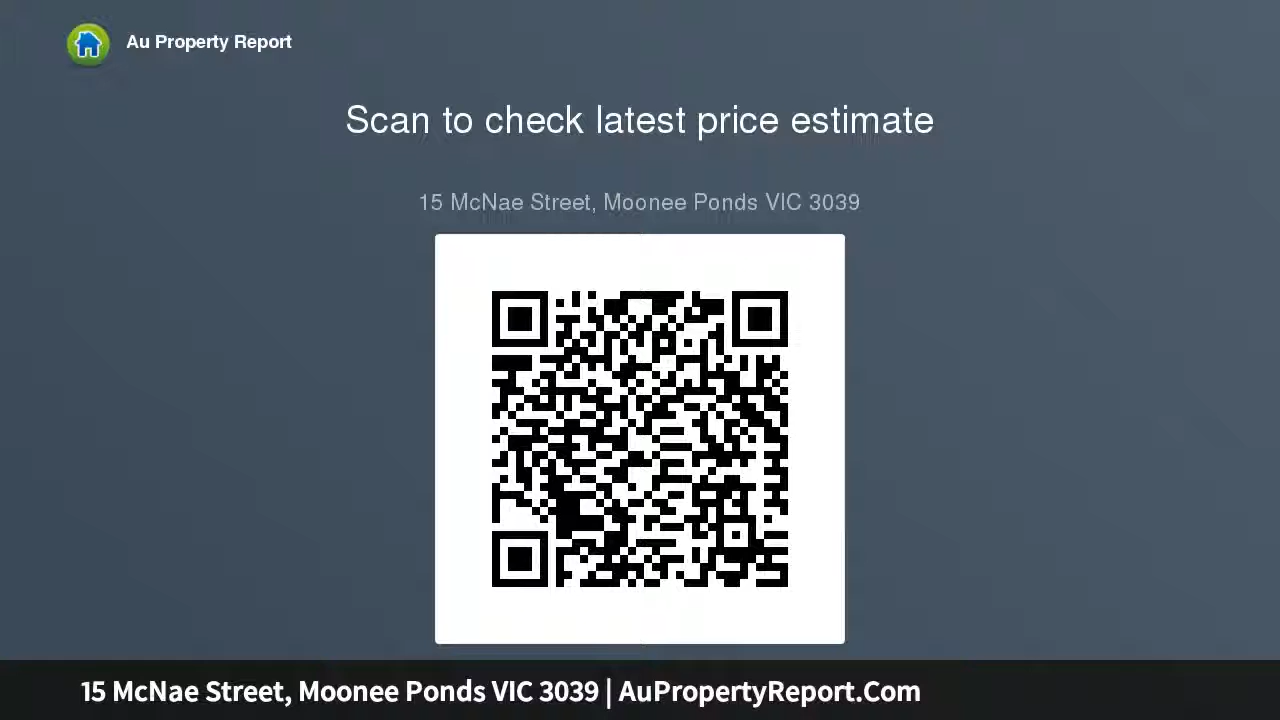 Au Property Report
Scan to check latest price estimate
15 McNae Street, Moonee Ponds VIC 3039
15 McNae Street, Moonee Ponds VIC 3039 | AuPropertyReport.Com